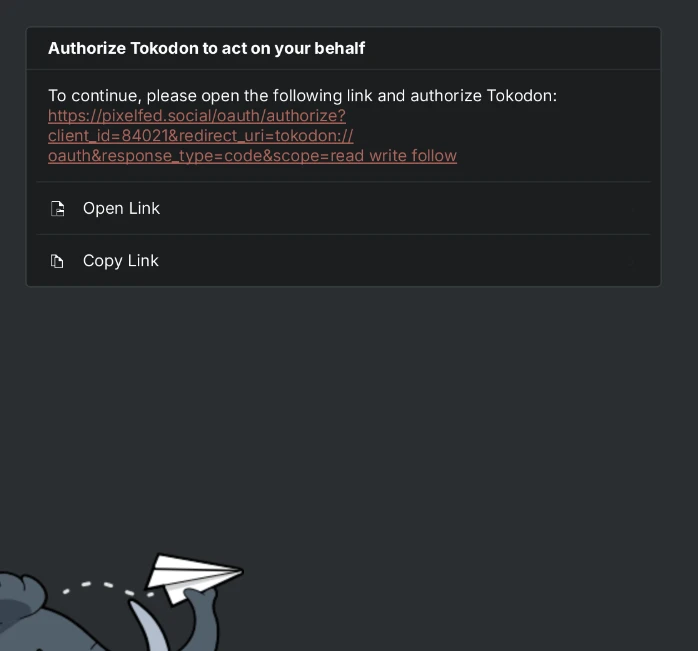 Authorize Tokodon to act on your behalf
To continue, please open the following link and authorize Tokodon:
https://pixelfed.social/oauth/authorize?
client_id=84021&redirect_uri=tokodon://
oauth&response_type=code&scope=read write follow
Open Link
Copy Link